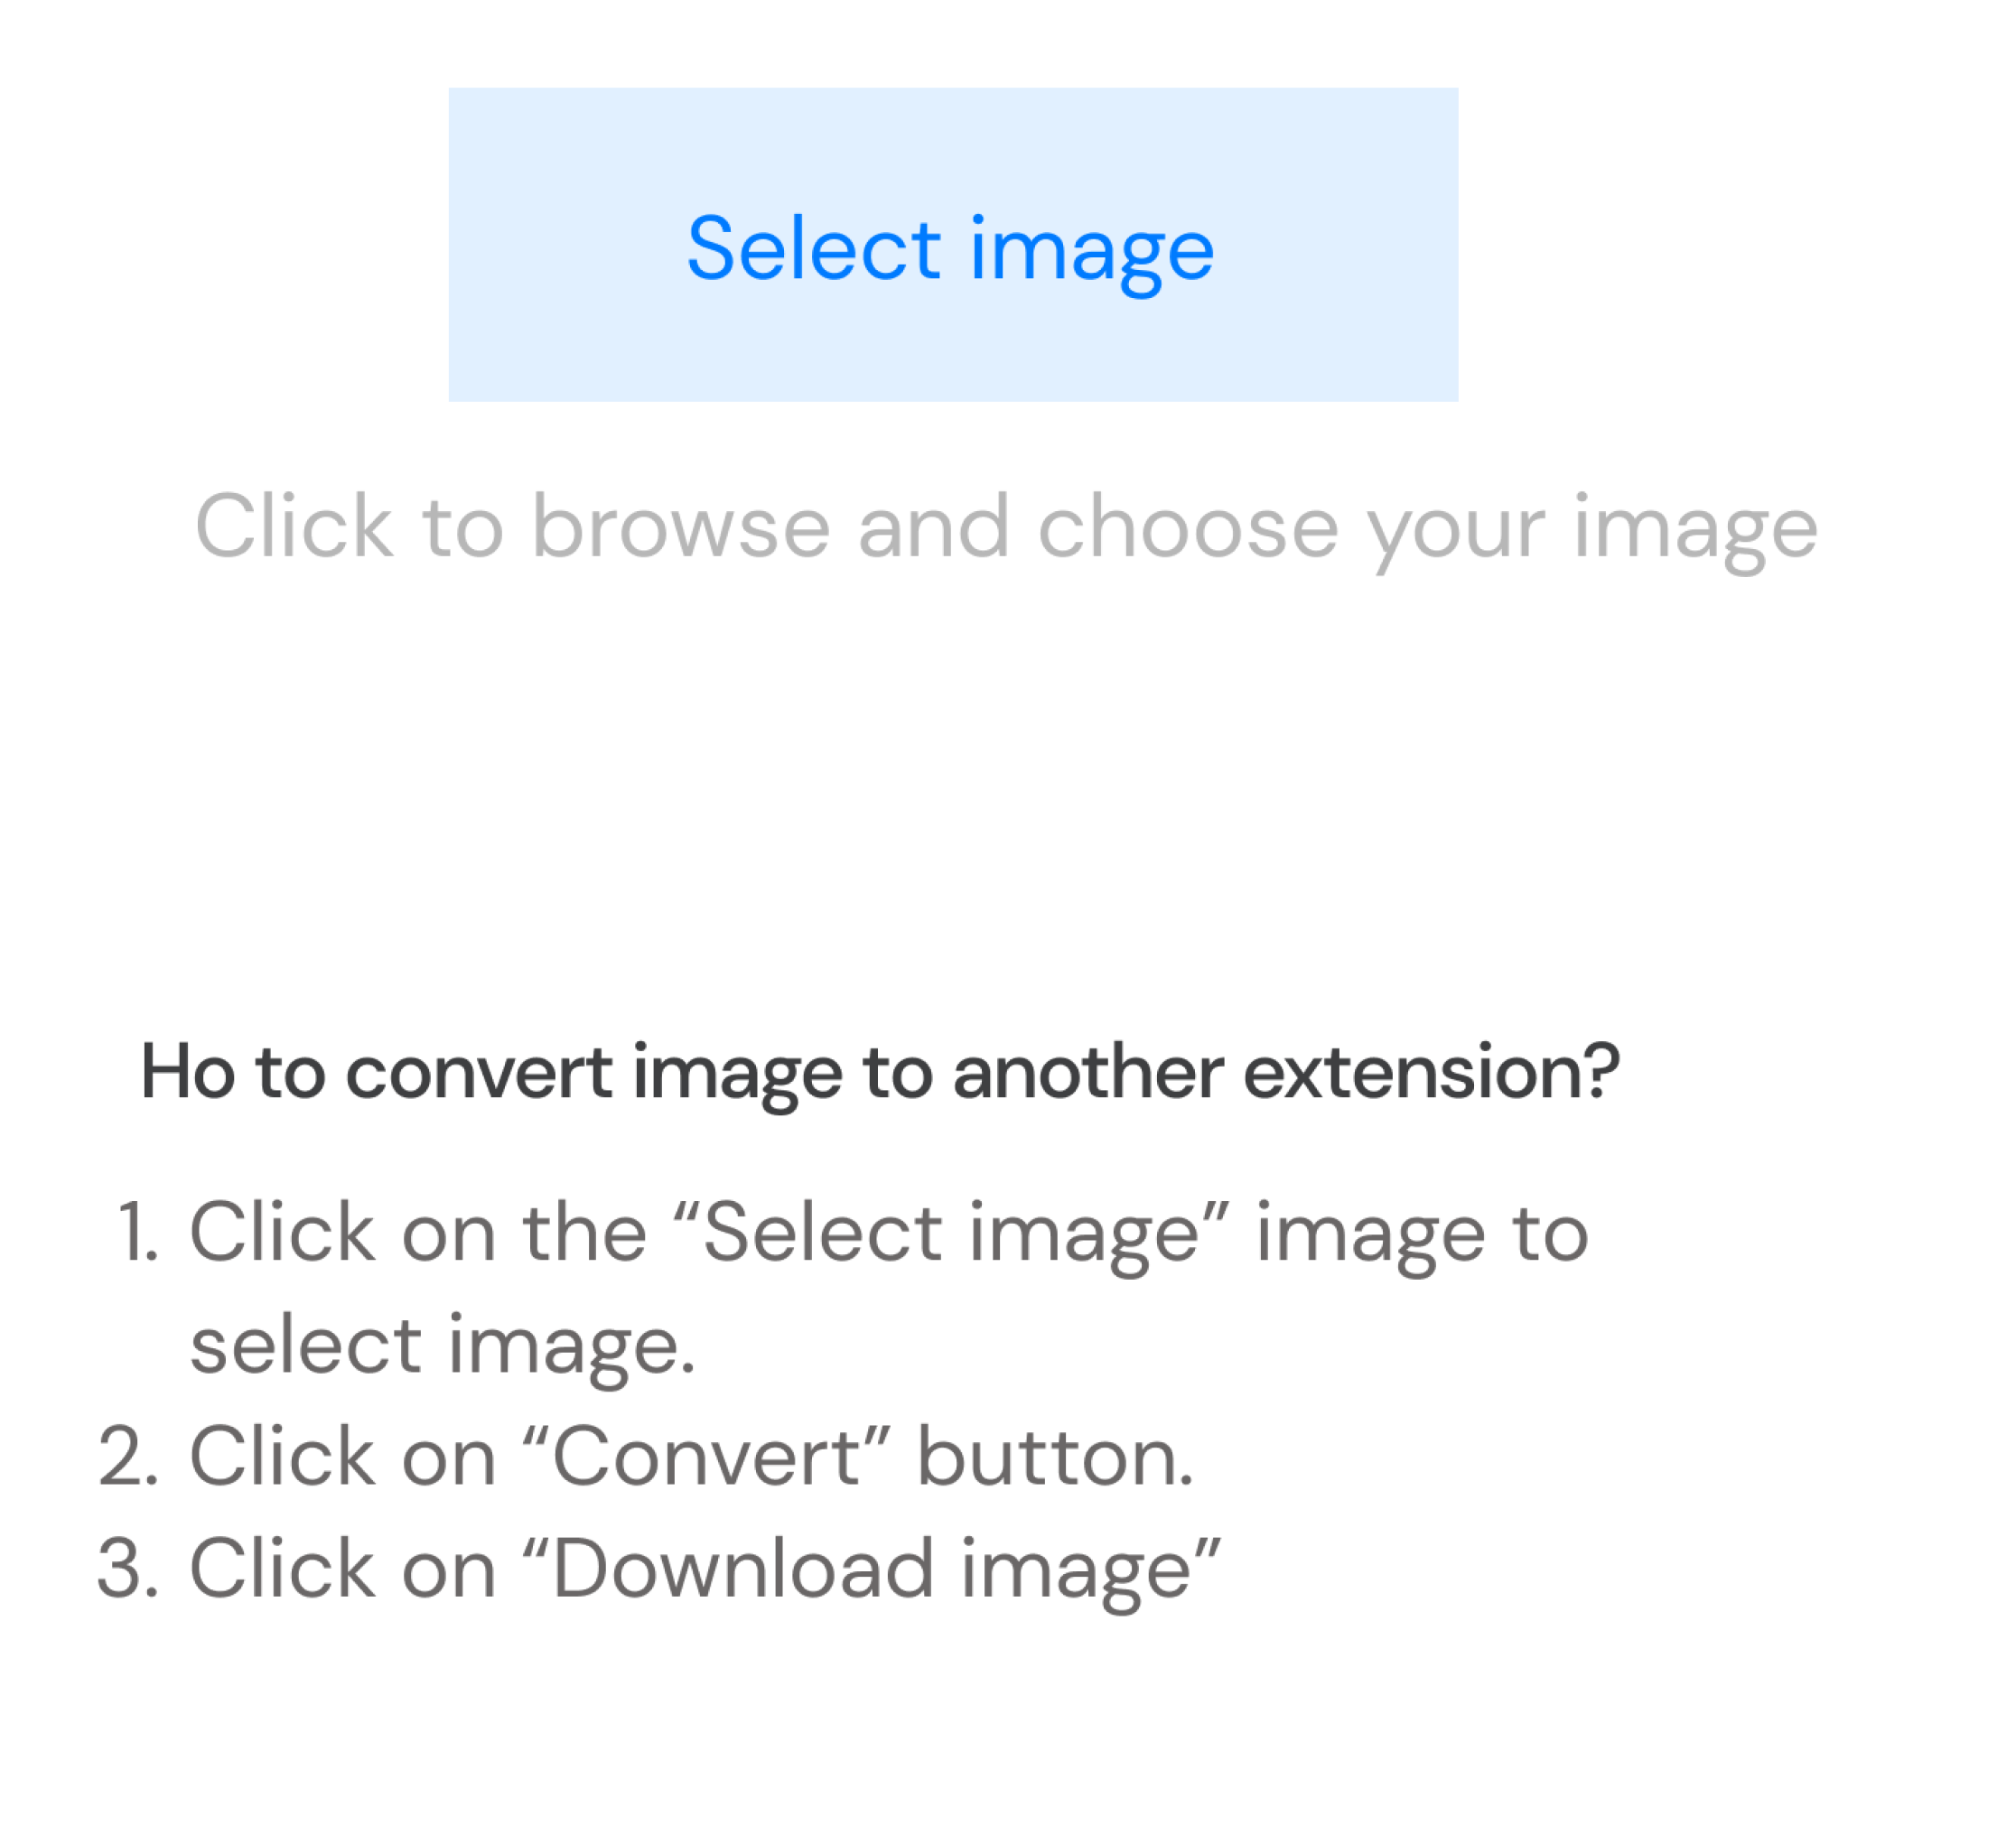 Select image
Click to browse and choose your image
Ho to convert image to another extension?
1. Click on the “Select image” image to
select image.
2. Click on “Convert” button.
3. Click on “Download image”